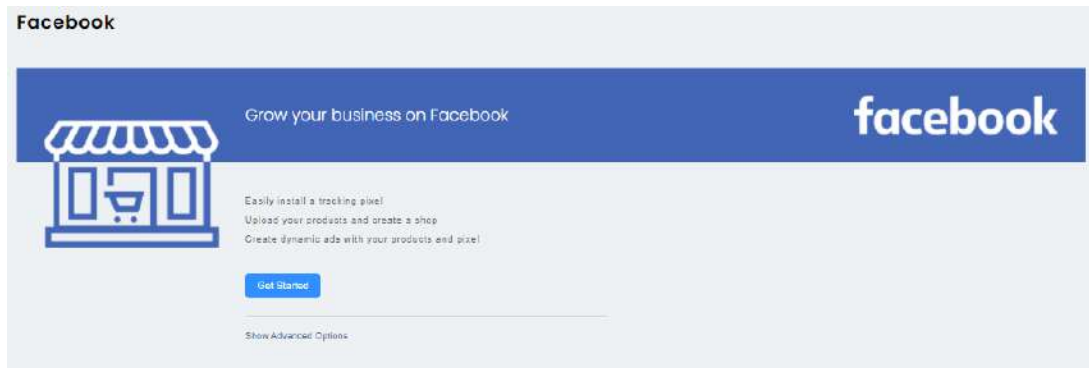 Facebook
Grow your business on Facebook
facebook
Easily install a tracking pixel
Upload your products and create a shop
Create dynamic ads with your products and pixel
Get Started
Show Advanced Options